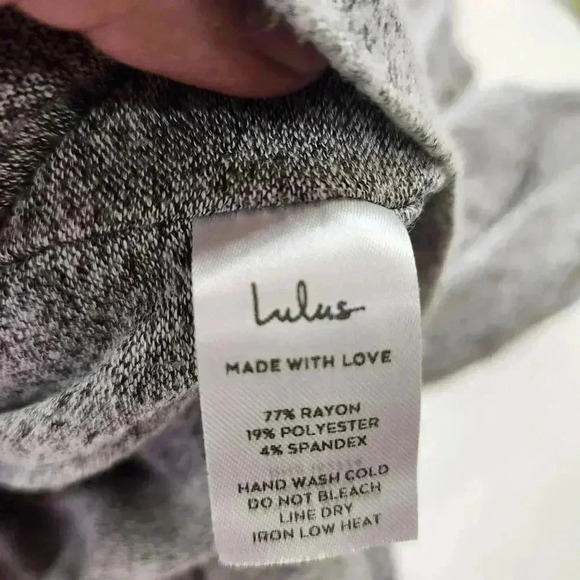 Lulus
MADE WITH LOVE
77% RAYON
19% POLYESTER
4% SPANDEX
HAND WASH COLD
DO NOT BLEACH
LINE DRY
IRON LOW HEAT